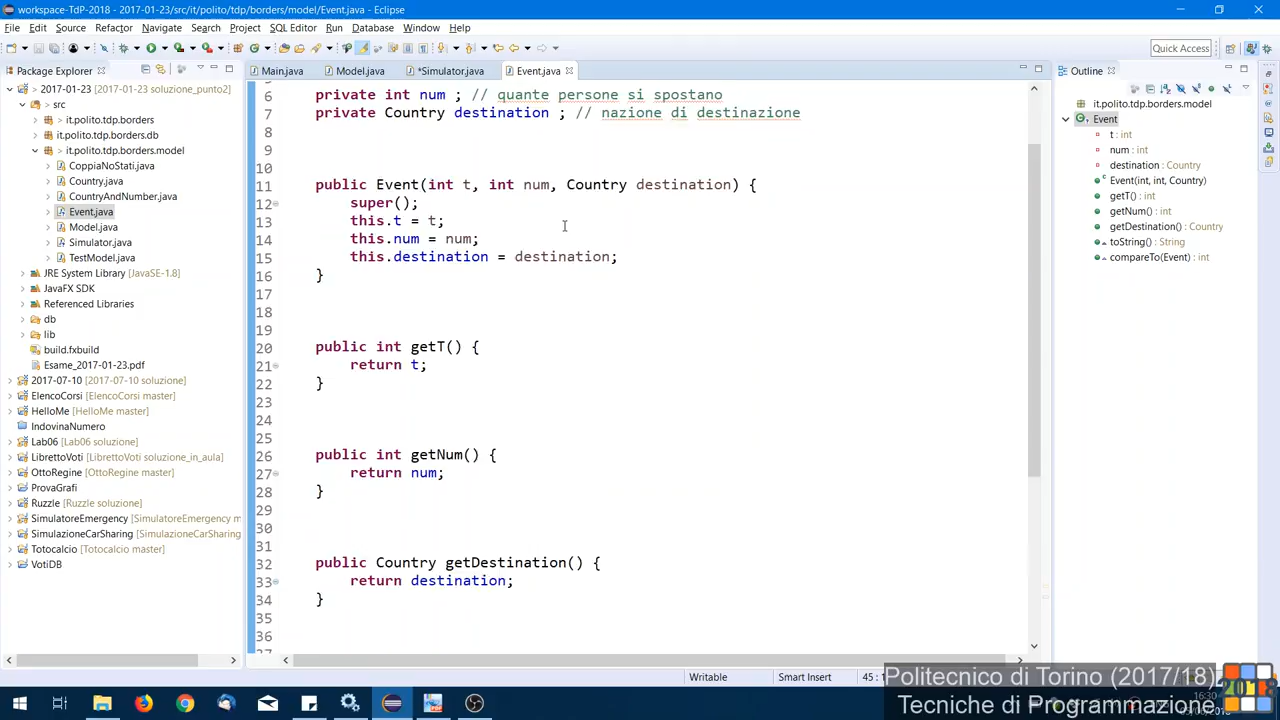 workspace-TdP-2018 - 2017-01-23/src/it/polito/tdp/borders/model/Event.java - Eclipse
File Edit Source Refactor Navigate Search Project SQL Editor Run Database Window Help
Quick Access
Package Explorer
Main.java
Model.java
*Simulator.java
Event.java
Outline
2017-01-23 [2017-01-23 soluzione_punto2]
src
it.polito.tdp.borders
it.polito.tdp.borders.db
it.polito.tdp.borders.model
CoppiaNoStati.java
Country.java
CountryAndNumber.java
Event.java
Model.java
Simulator.java
TestModel.java
JRE System Library [JavaSE-1.8]
JavaFX SDK
Referenced Libraries
db
lib
build.fxbuild
Esame_2017-01-23.pdf
2017-07-10 [2017-07-10 soluzione]
ElencoCorsi [ElencoCorsi master]
HelloMe [HelloMe master]
IndovinaNumero
Lab06 [Lab06 soluzione]
LibrettoVoti [LibrettoVoti soluzione_in_aula]
OttoRegine [OttoRegine master]
ProvaGrafi
Ruzzle [Ruzzle soluzione]
SimulatoreEmergency [SimulatoreEmergency m
SimulazioneCarSharing [SimulazioneCarSharing
Totocalcio [Totocalcio master]
VotiDB
6 private int num ; // quante persone si spostano
7 private Country destination ; // nazione di destinazione
8
9
10
11 public Event(int t, int num, Country destination) {
12 super();
13 this.t = t;
14 this.num = num;
15 this.destination = destination;
16 }
17
18
19
20 public int getT() {
21 return t;
22 }
23
24
25
26 public int getNum() {
27 return num;
28 }
29
30
31
32 public Country getDestination() {
33 return destination;
34 }
35
36
it.polito.tdp.borders.model
Event
t : int
num : int
destination : Country
Event(int, int, Country)
getT() : int
getNum() : int
getDestination() : Country
toString() : String
compareTo(Event) : int
Writable
Smart Insert
45 :
Politecnico di Torino (2017/18)
Tecniche di Programmazione
2018
16:30